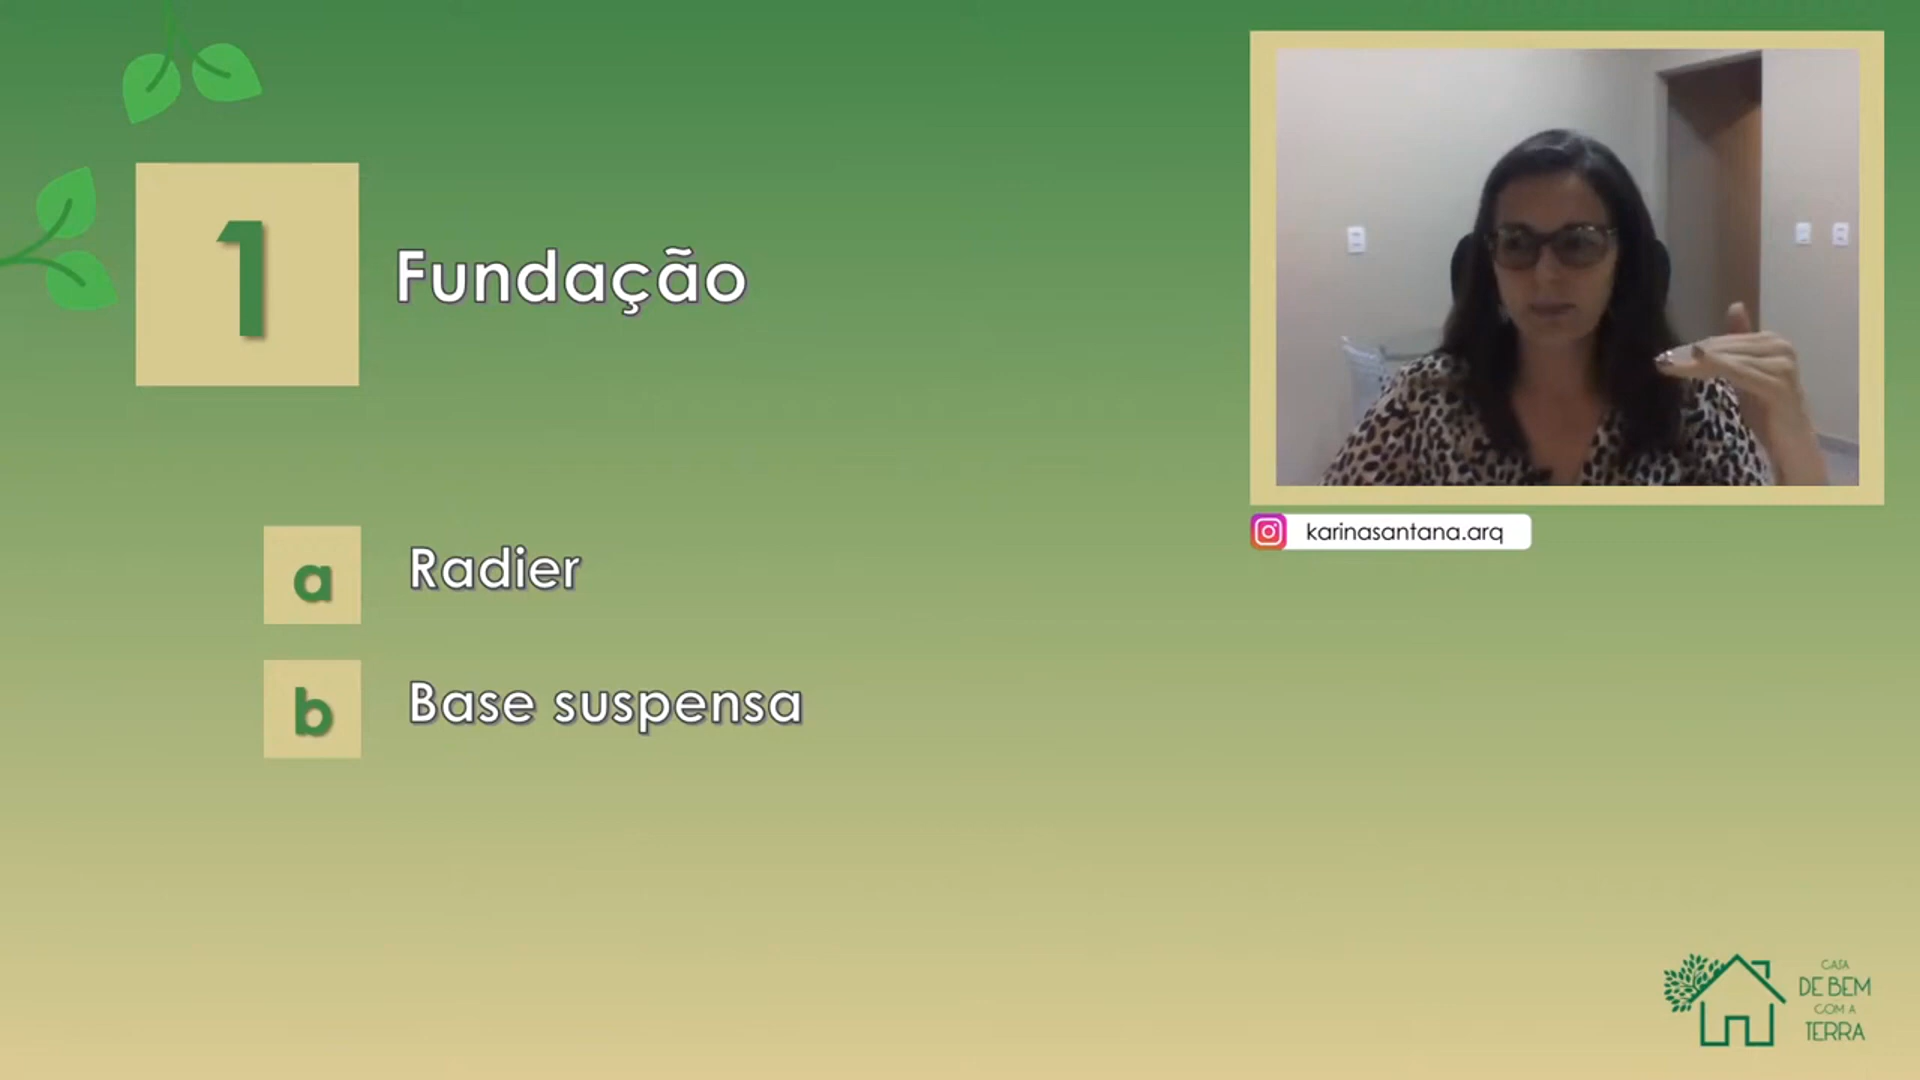 1
Fundação
a
Radier
b
Base suspensa
karinasantana.arq
CASA
DE BEM
COM A
TERRA